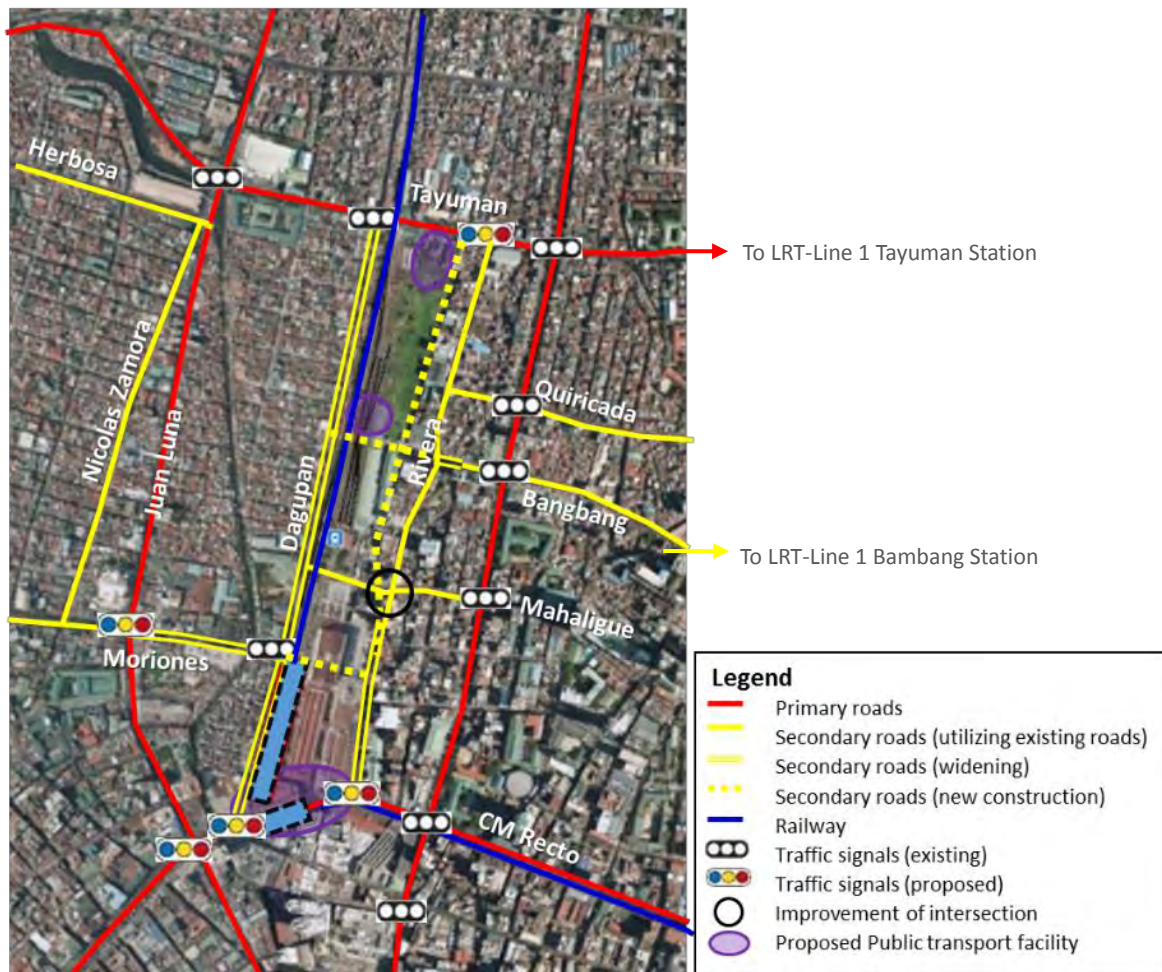 Herbosa
Tayuman
To LRT-Line 1 Tayuman Station
Nicolas Zamora
Juan Luna
Quiricada
Rivera
Dagupan
Bangbang
To LRT-Line 1 Bambang Station
Mahaligue
Moriones
CM Recto
Legend
Primary roads
Secondary roads (utilizing existing roads)
Secondary roads (widening)
Secondary roads (new construction)
Railway
Traffic signals (existing)
Traffic signals (proposed)
Improvement of intersection
Proposed Public transport facility